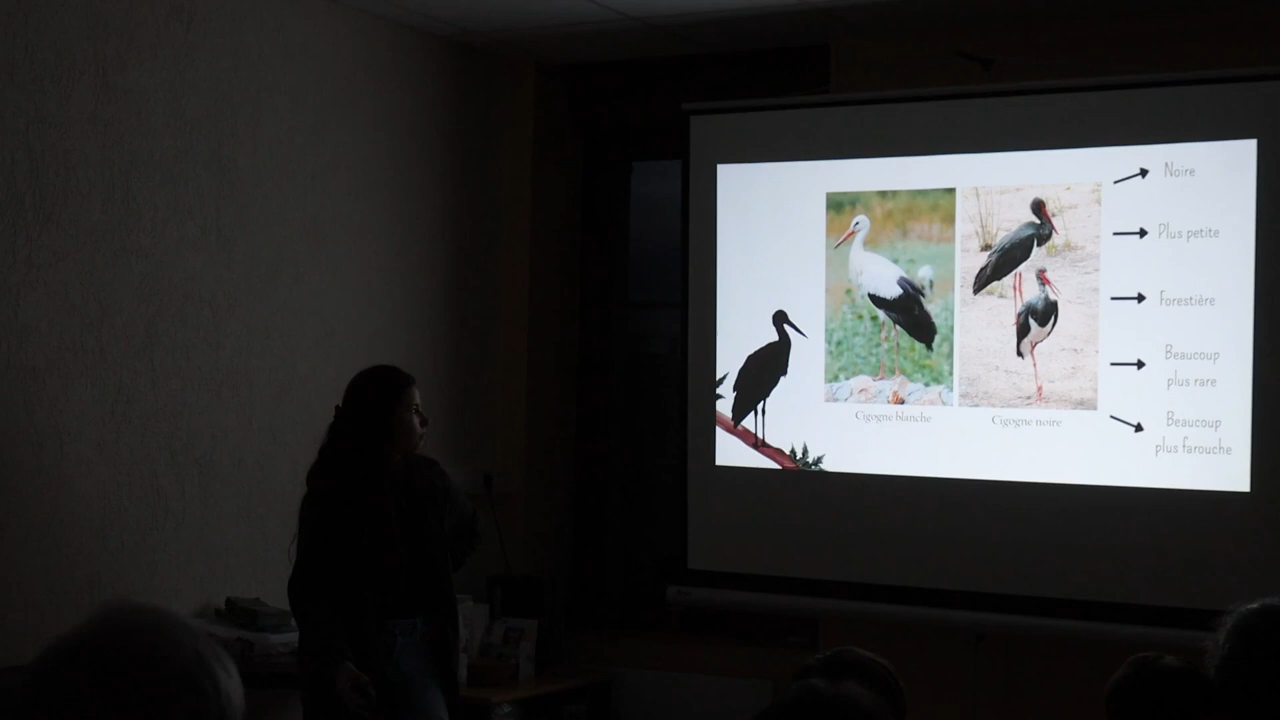 Noire
Plus petite
Forestière
Beaucoup
plus rare
Beaucoup
plus farouche
Cigogne blanche
Cigogne noire